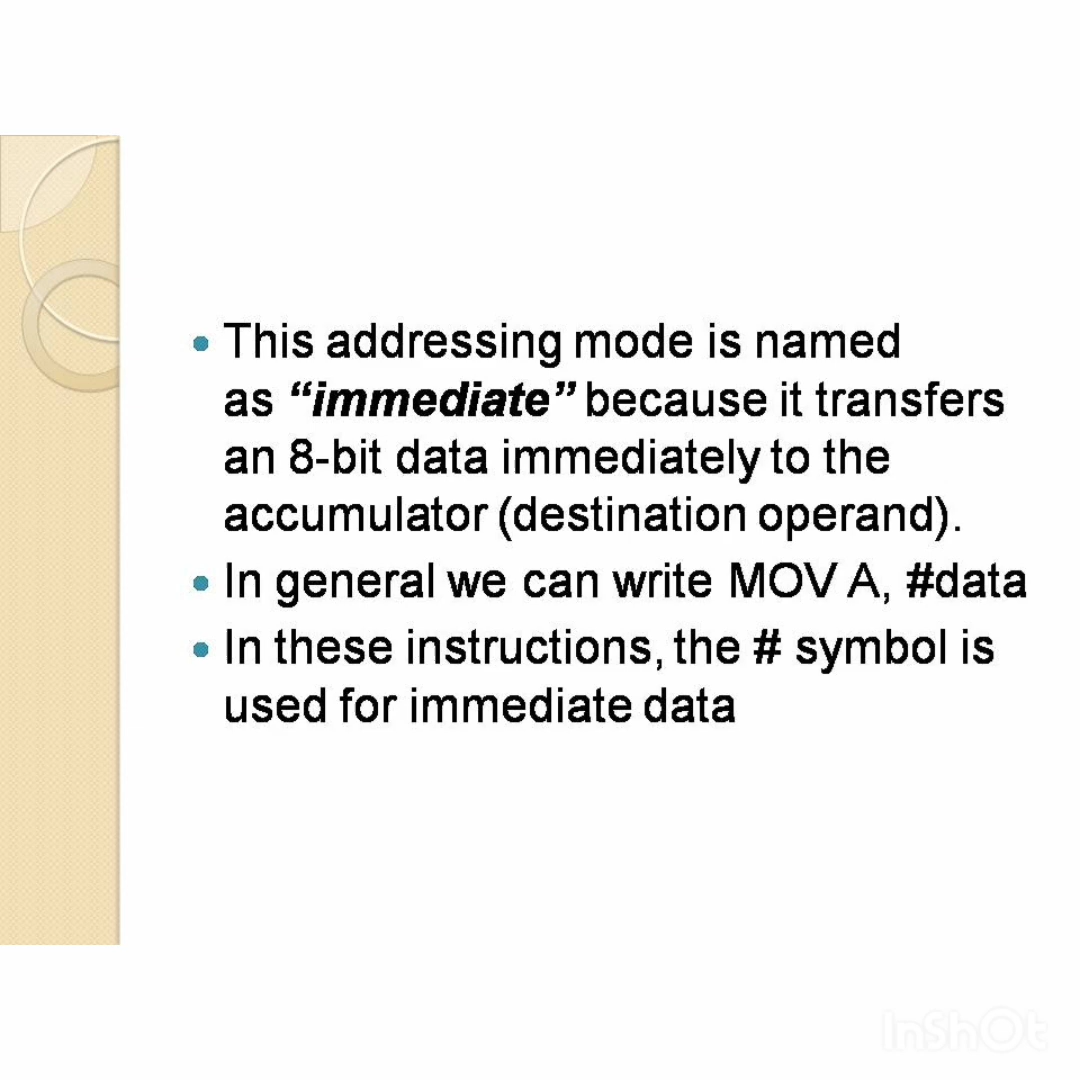 This addressing mode is named
as “immediate” because it transfers
an 8-bit data immediately to the
accumulator (destination operand).
In general we can write MOV A, #data
In these instructions, the # symbol is
used for immediate data
InShOt